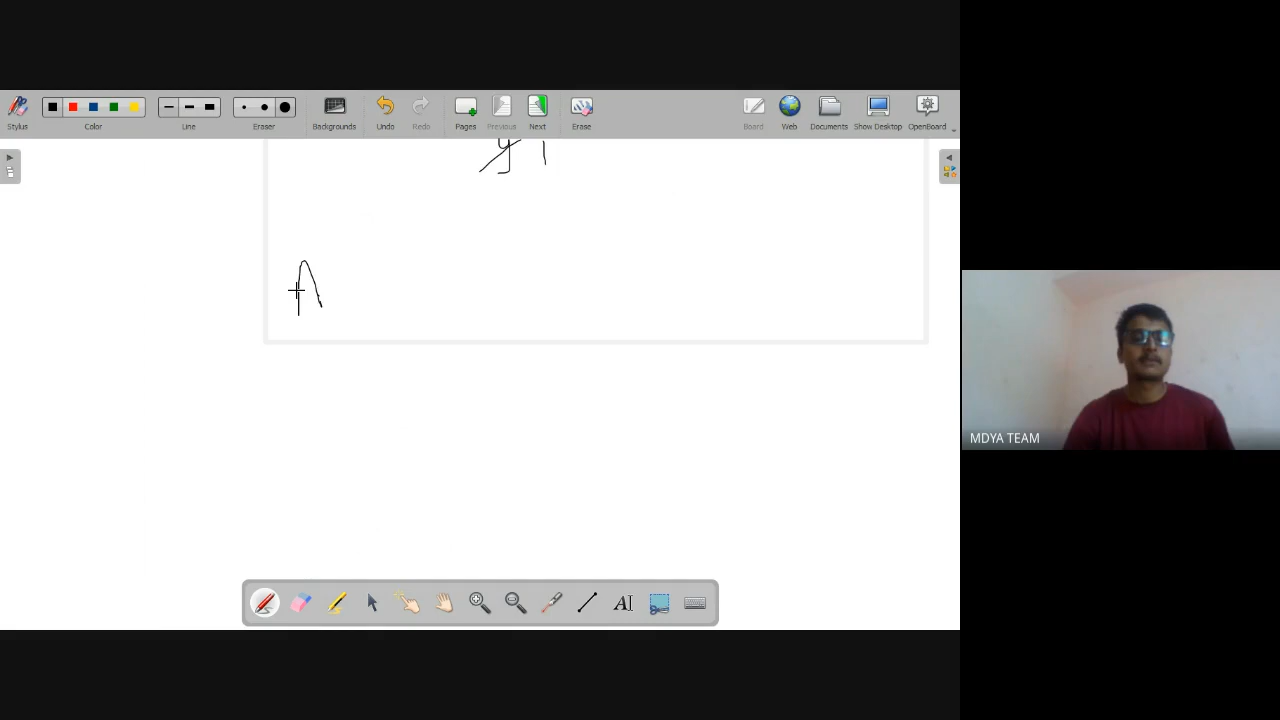 Stylus Color Line Eraser Backgrounds Undo Redo Pages Previous Next Erase Board Web Documents Show Desktop OpenBoard
y 1
A
MDYA TEAM